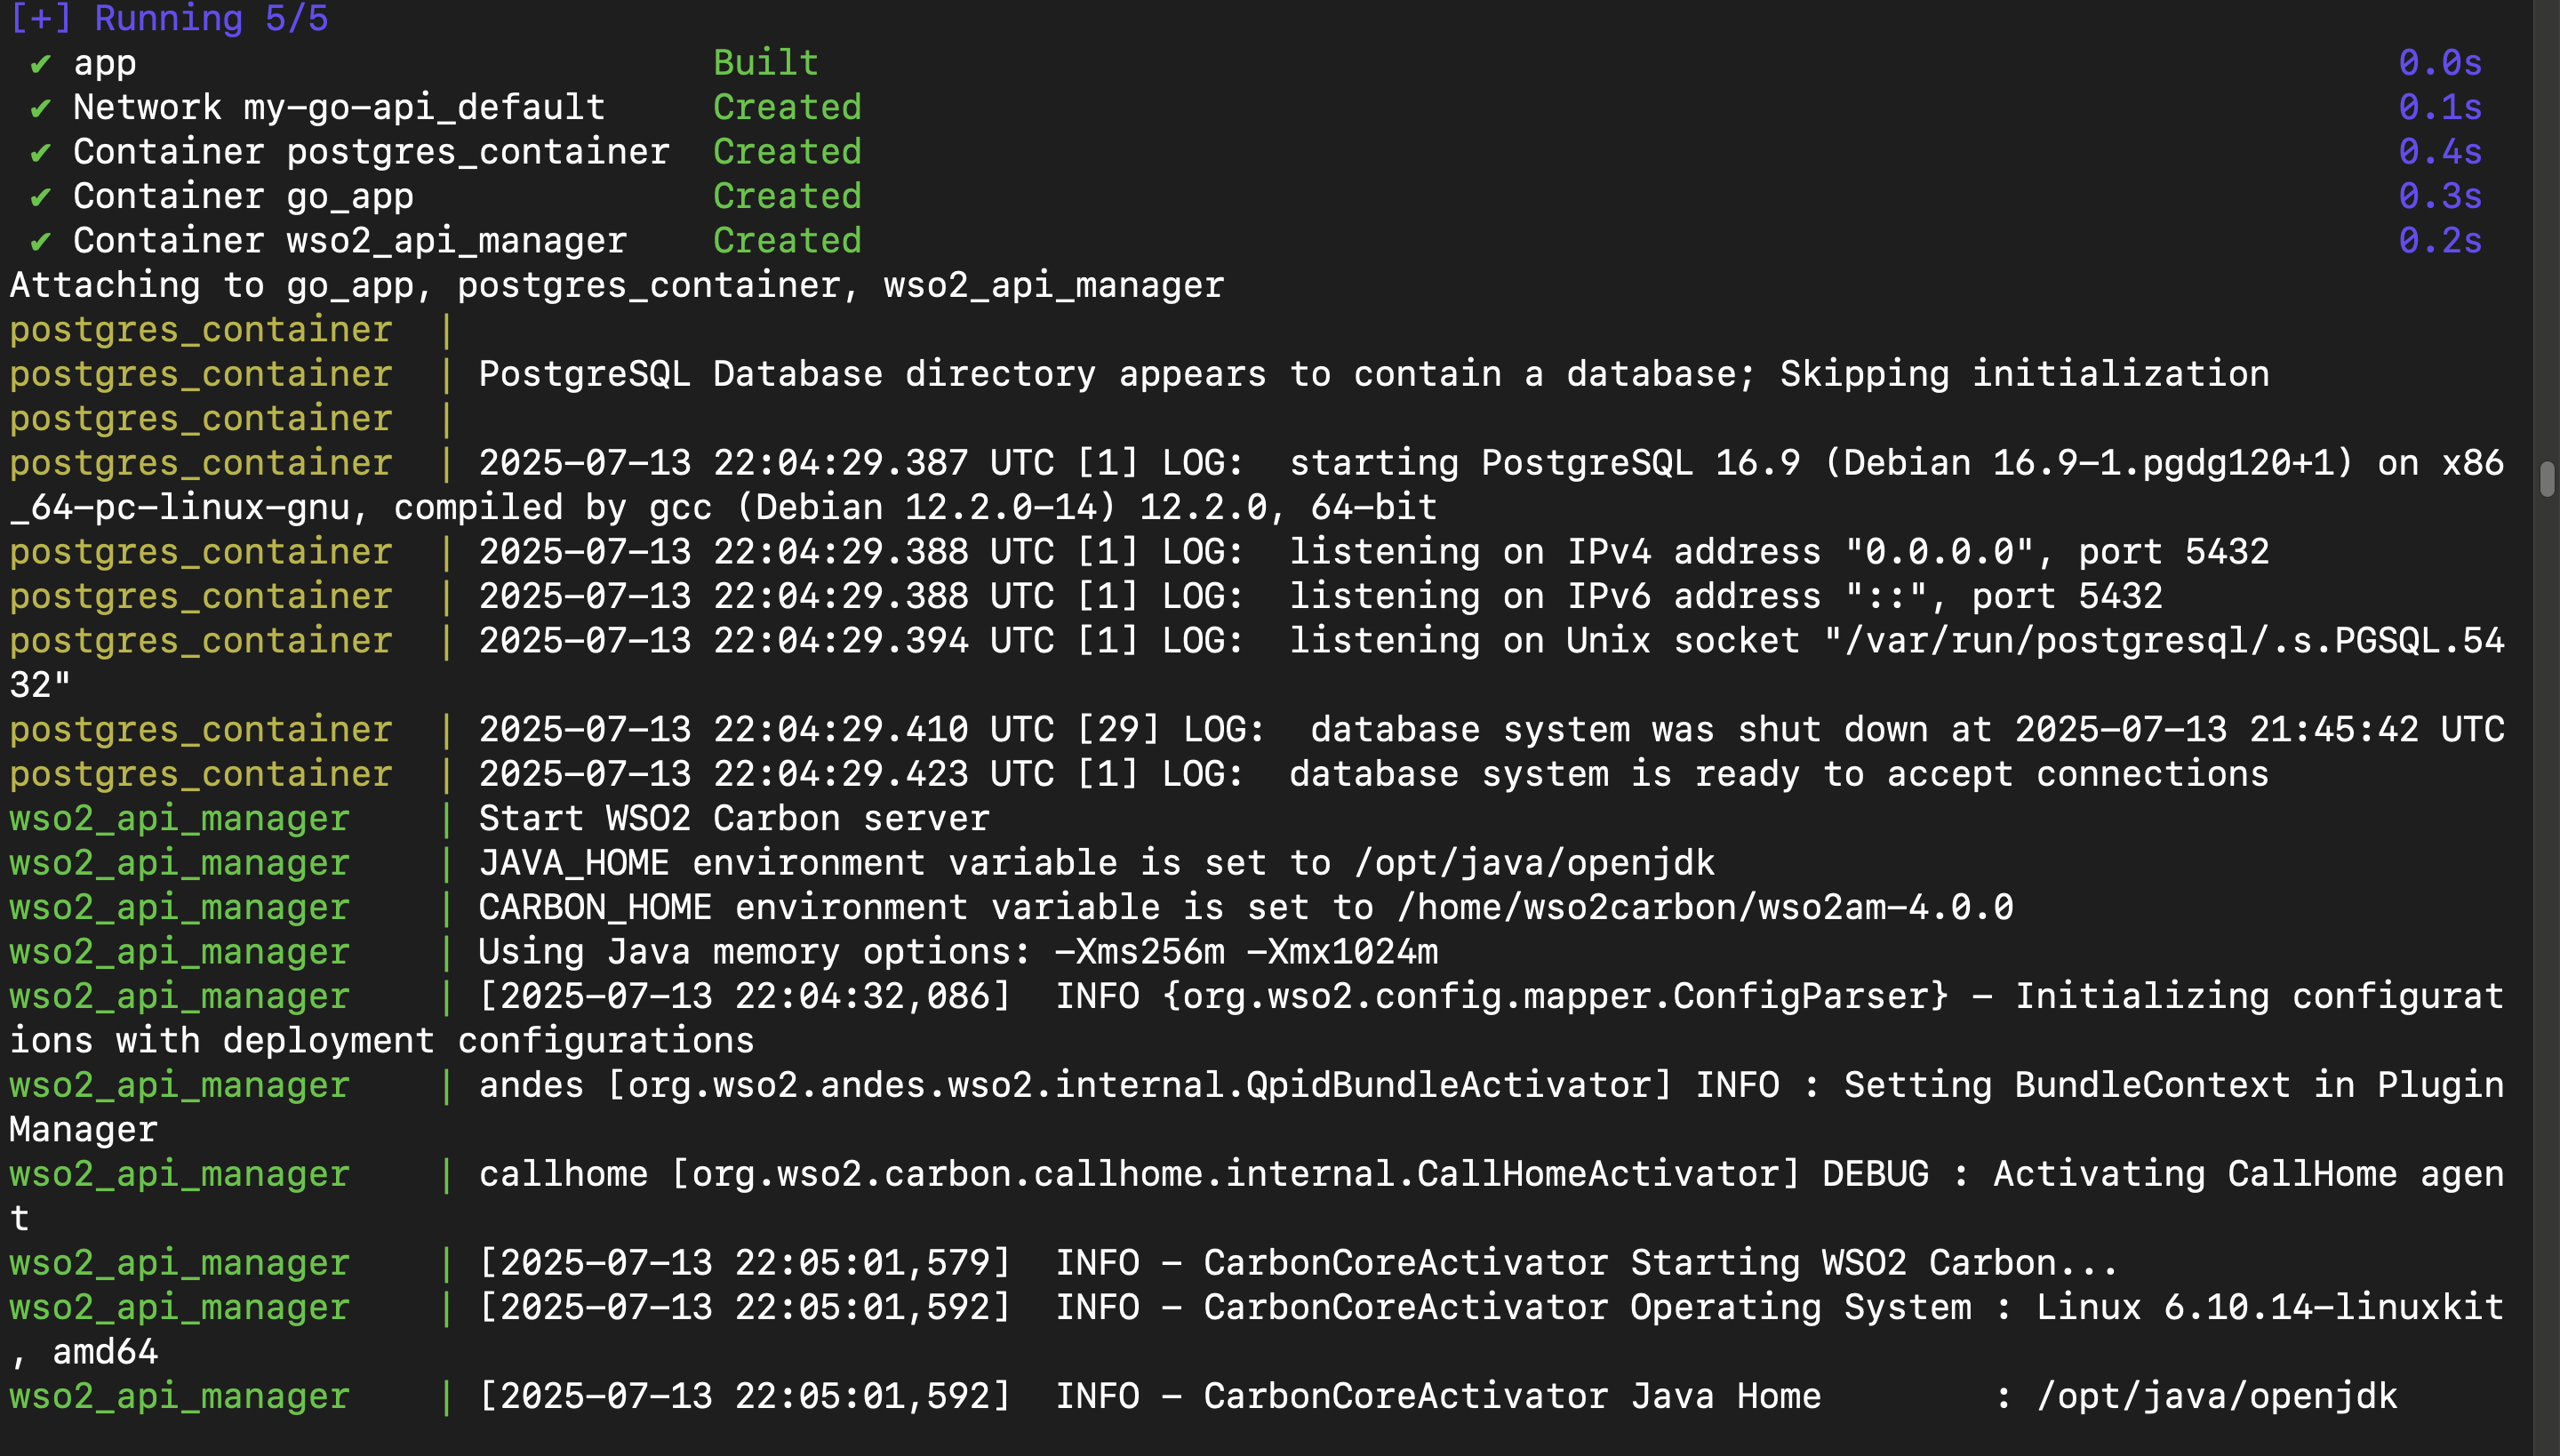 [+] Running 5/5
✔ app Built 0.0s
✔ Network my-go-api_default Created 0.1s
✔ Container postgres_container Created 0.4s
✔ Container go_app Created 0.3s
✔ Container wso2_api_manager Created 0.2s
Attaching to go_app, postgres_container, wso2_api_manager
postgres_container |
postgres_container | PostgreSQL Database directory appears to contain a database; Skipping initialization
postgres_container |
postgres_container | 2025-07-13 22:04:29.387 UTC [1] LOG:  starting PostgreSQL 16.9 (Debian 16.9-1.pgdg120+1) on x86
_64-pc-linux-gnu, compiled by gcc (Debian 12.2.0-14) 12.2.0, 64-bit
postgres_container | 2025-07-13 22:04:29.388 UTC [1] LOG:  listening on IPv4 address "0.0.0.0", port 5432
postgres_container | 2025-07-13 22:04:29.388 UTC [1] LOG:  listening on IPv6 address "::", port 5432
postgres_container | 2025-07-13 22:04:29.394 UTC [1] LOG:  listening on Unix socket "/var/run/postgresql/.s.PGSQL.54
32"
postgres_container | 2025-07-13 22:04:29.410 UTC [29] LOG:  database system was shut down at 2025-07-13 21:45:42 UTC
postgres_container | 2025-07-13 22:04:29.423 UTC [1] LOG:  database system is ready to accept connections
wso2_api_manager | Start WSO2 Carbon server
wso2_api_manager | JAVA_HOME environment variable is set to /opt/java/openjdk
wso2_api_manager | CARBON_HOME environment variable is set to /home/wso2carbon/wso2am-4.0.0
wso2_api_manager | Using Java memory options: -Xms256m -Xmx1024m
wso2_api_manager | [2025-07-13 22:04:32,086]  INFO {org.wso2.config.mapper.ConfigParser} - Initializing configurat
ions with deployment configurations
wso2_api_manager | andes [org.wso2.andes.wso2.internal.QpidBundleActivator] INFO : Setting BundleContext in Plugin
Manager
wso2_api_manager | callhome [org.wso2.carbon.callhome.internal.CallHomeActivator] DEBUG : Activating CallHome agen
t
wso2_api_manager | [2025-07-13 22:05:01,579]  INFO - CarbonCoreActivator Starting WSO2 Carbon...
wso2_api_manager | [2025-07-13 22:05:01,592]  INFO - CarbonCoreActivator Operating System : Linux 6.10.14-linuxkit
, amd64
wso2_api_manager | [2025-07-13 22:05:01,592]  INFO - CarbonCoreActivator Java Home        : /opt/java/openjdk